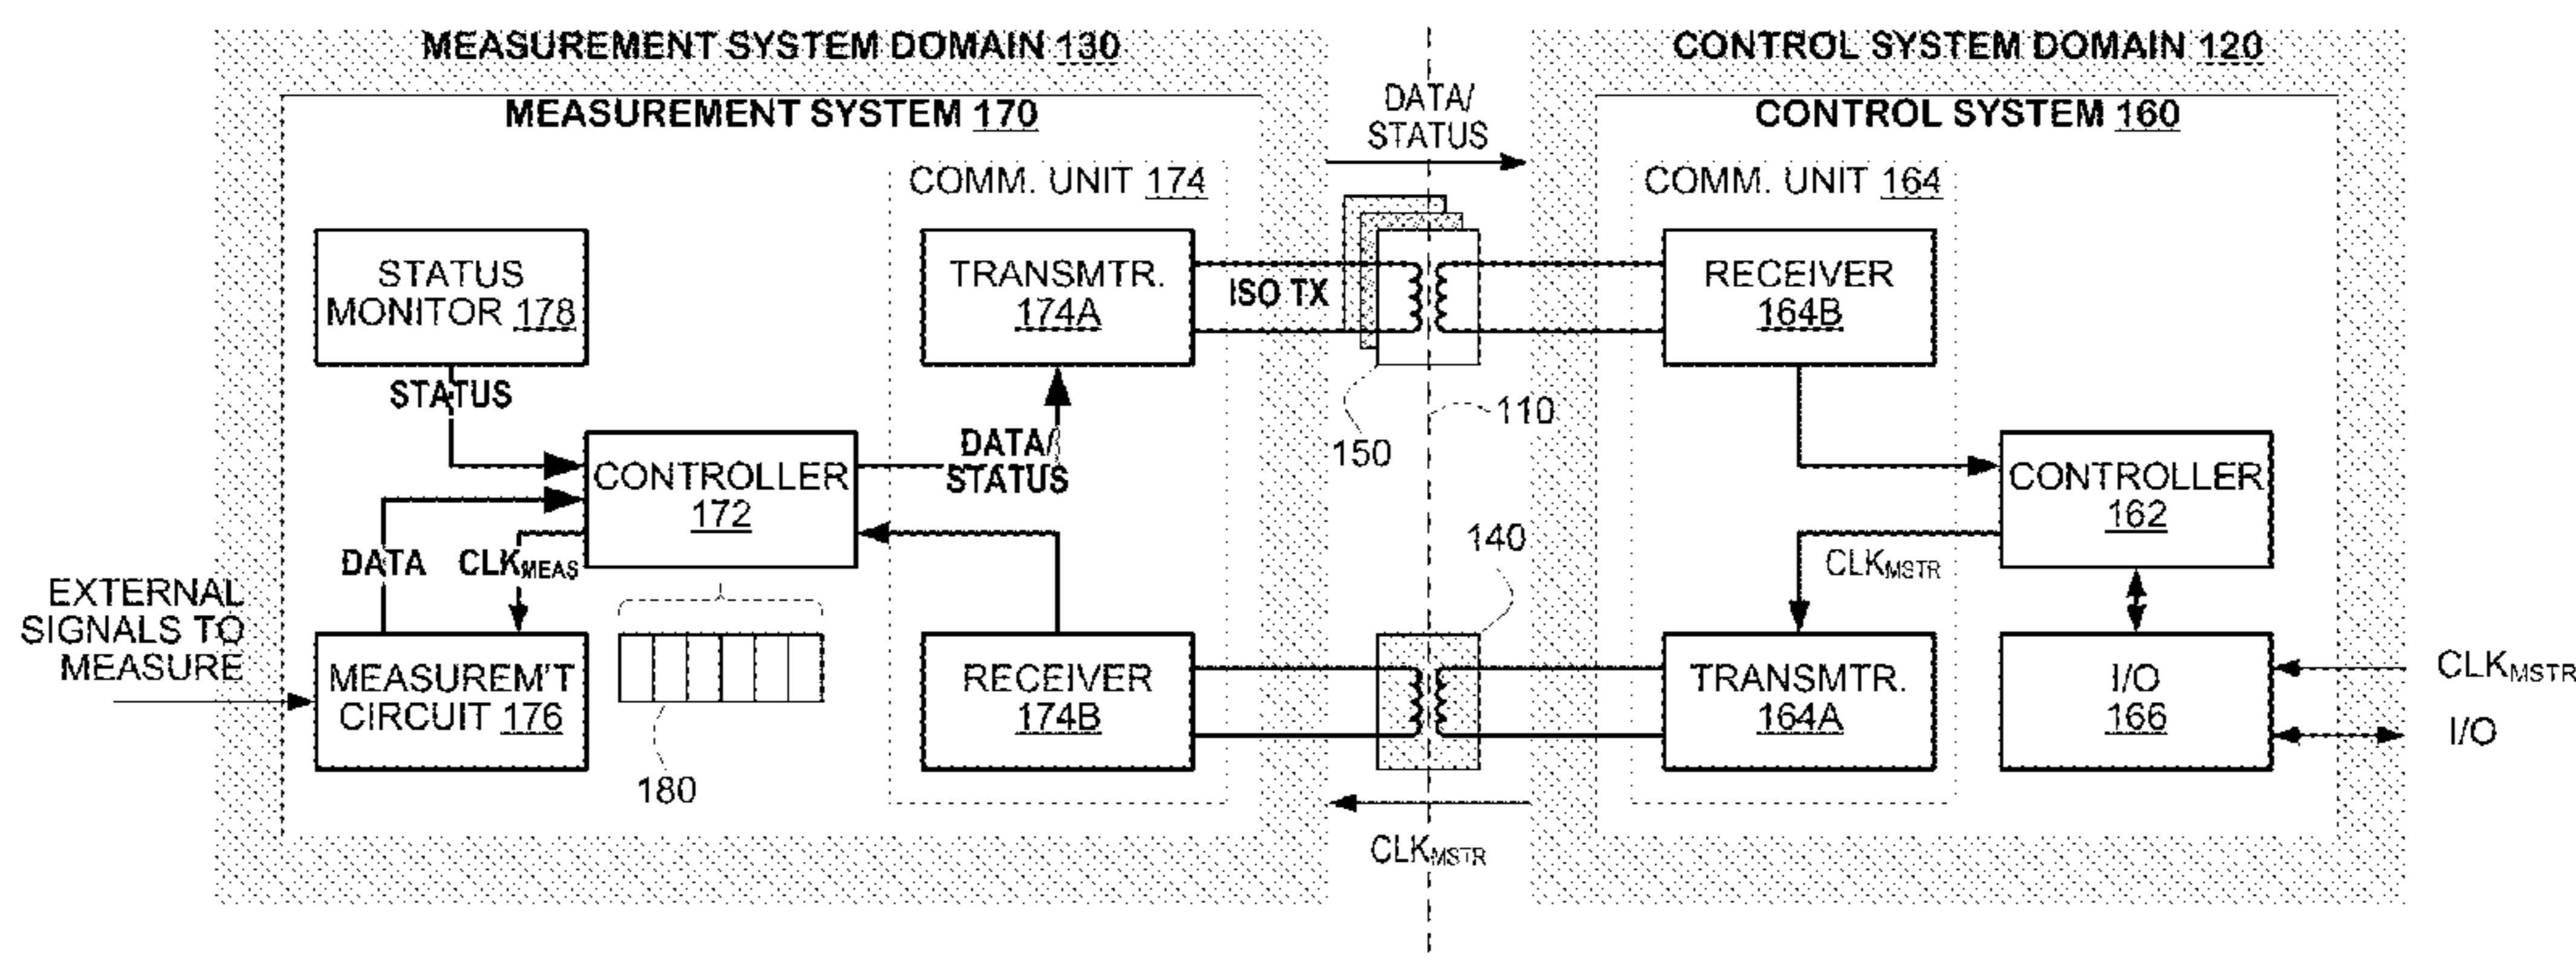 MEASUREMENT SYSTEM DOMAIN 130
CONTROL SYSTEM DOMAIN 120
MEASUREMENT SYSTEM 170
DATA/
STATUS
CONTROL SYSTEM 160
COMM. UNIT 174
COMM. UNIT 164
STATUS
MONITOR 178
TRANSMTR.
174A
ISO TX
RECEIVER
164B
STATUS
150
110
CONTROLLER
172
DATA/
STATUS
CONTROLLER
162
DATA
CLKMEAS
140
CLKMSTR
EXTERNAL
SIGNALS TO
MEASURE
MEASUREM'T
CIRCUIT 176
180
RECEIVER
174B
TRANSMTR.
164A
I/O
166
CLKMSTR
I/O
CLKMSTR